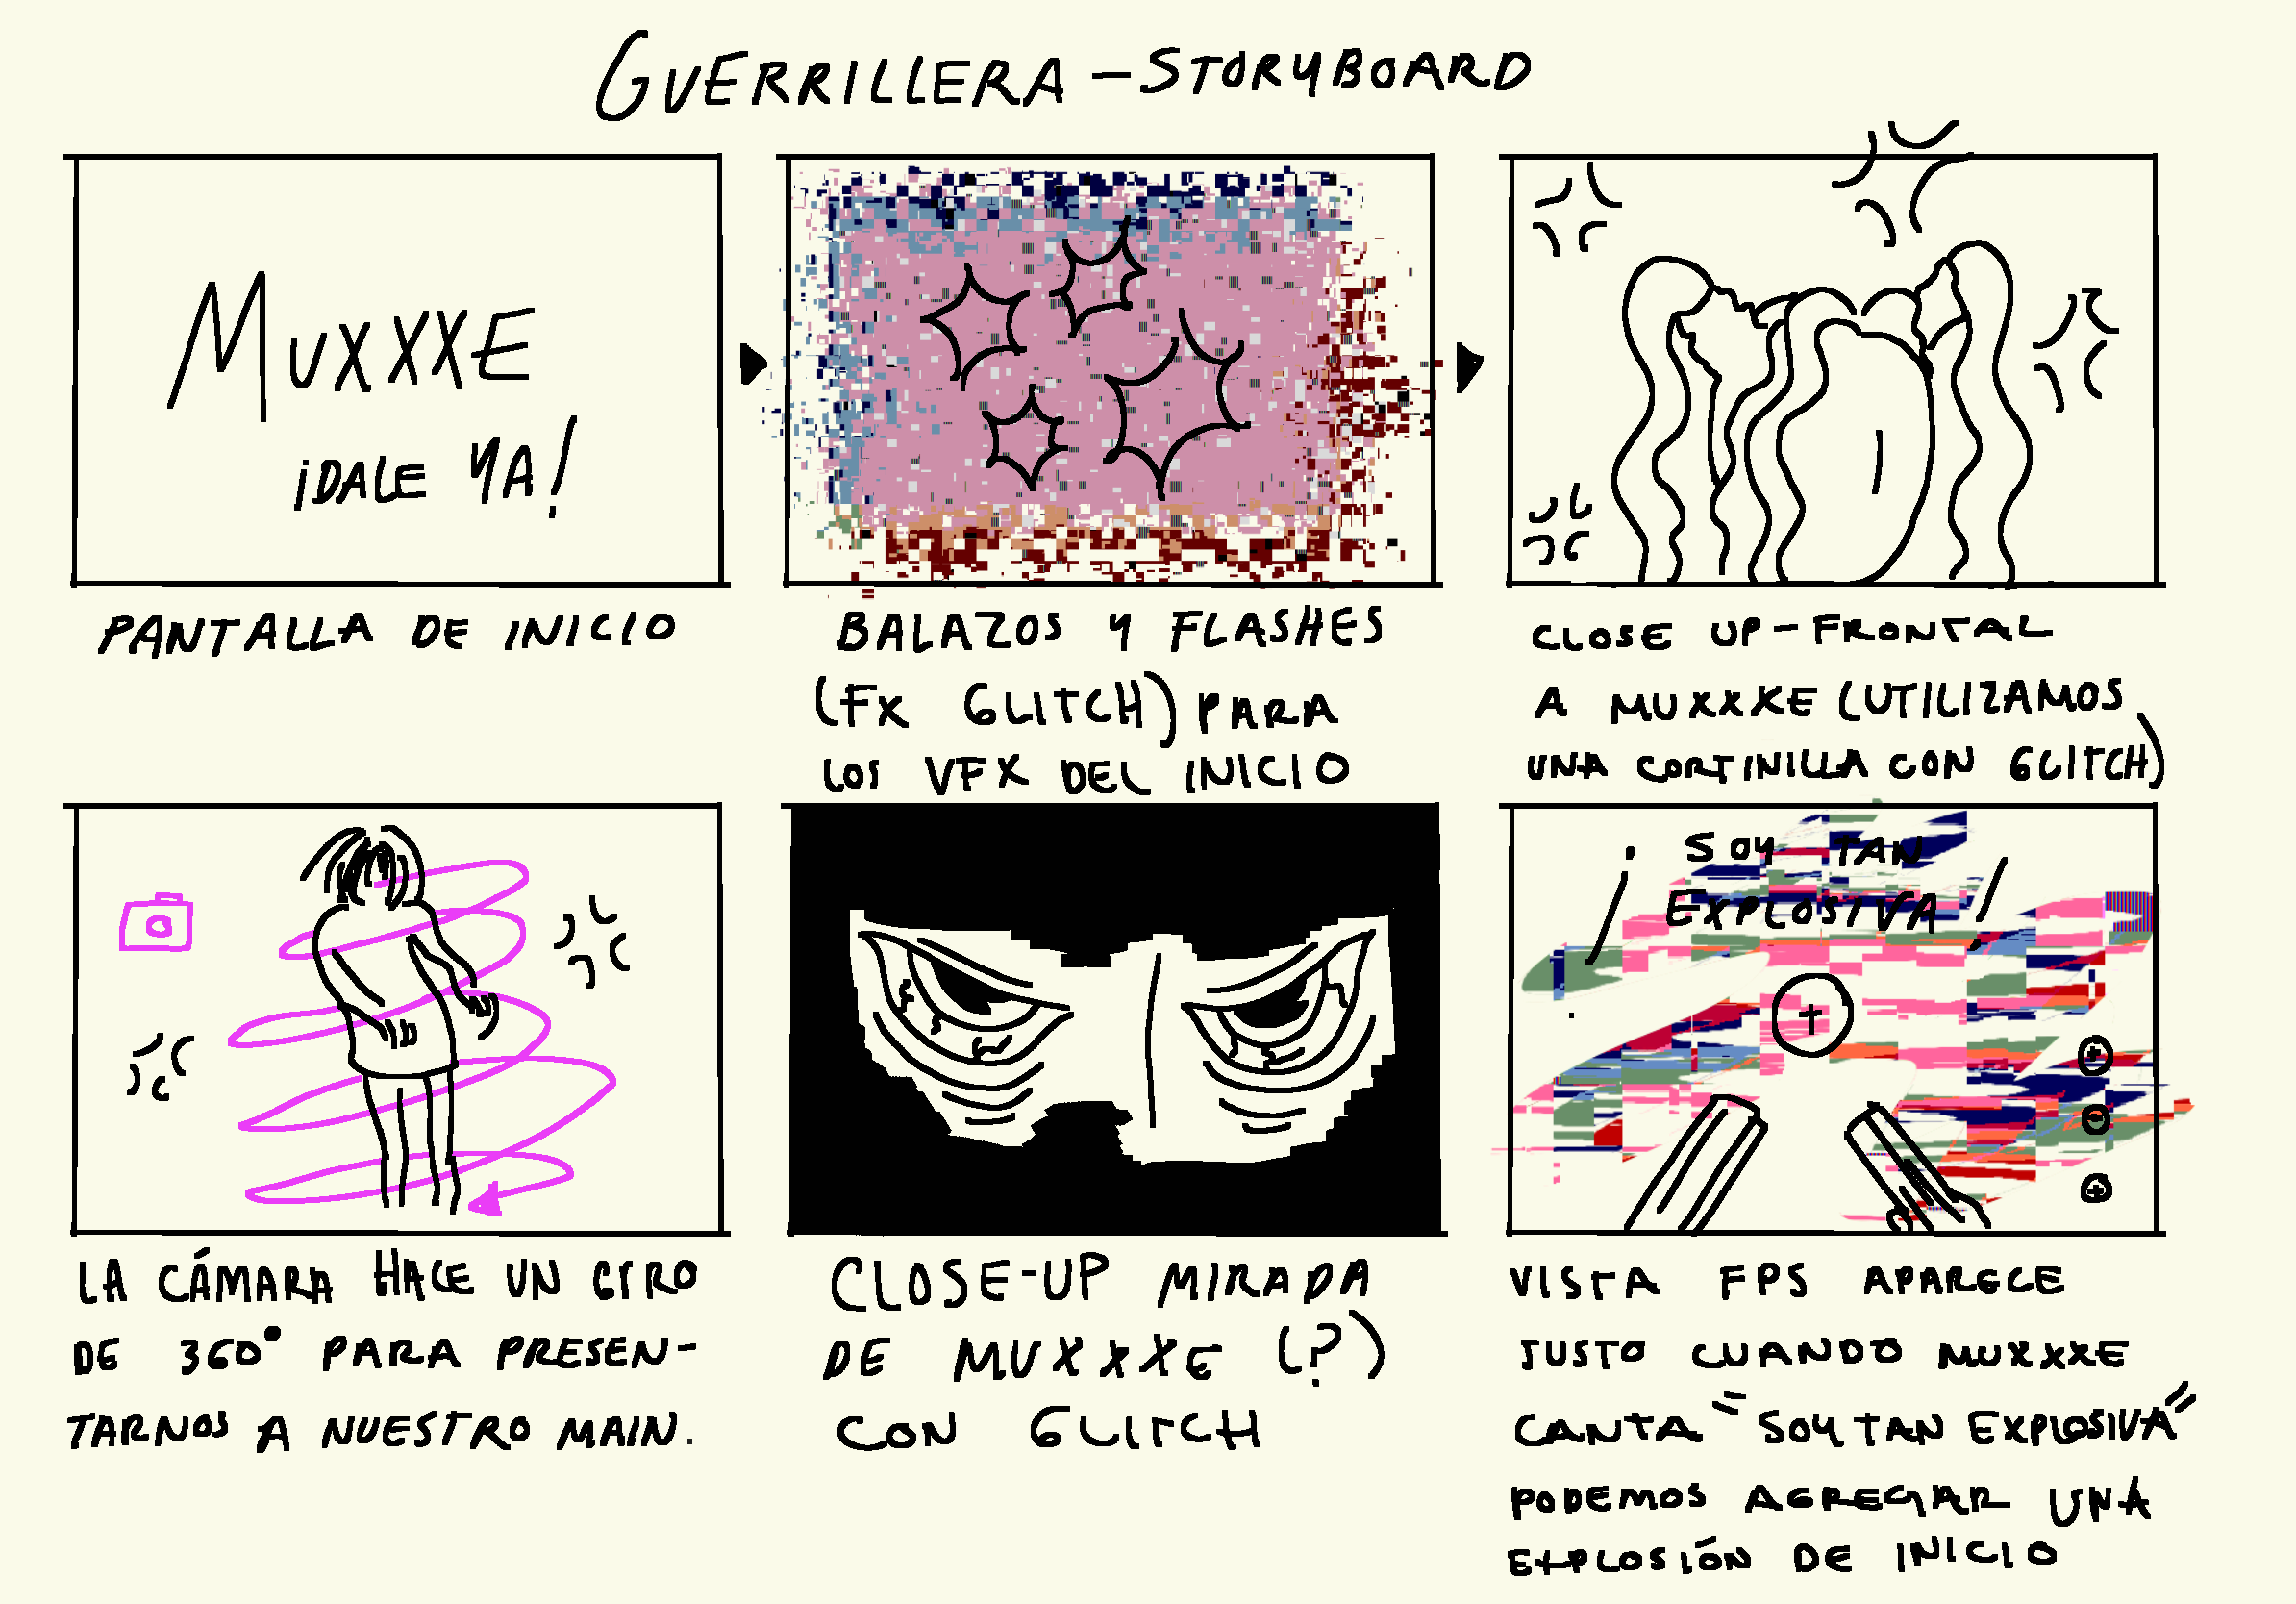 GUERRILLERA - STORYBOARD
MUXXXE
¡DALE YA!
PANTALLA DE INICIO
BALAZOS Y FLASHES
(FX GLITCH) PARA
LOS VFX DEL INICIO
CLOSE UP - FRONTAL
A MUXXXE (UTILIZAMOS
UNA CORTINILLA CON GLITCH)
LA CÁMARA HACE UN GIRO
DE 360° PARA PRESEN-
TARNOS A NUESTRO MAIN.
CLOSE-UP MIRADA
DE MUXXXE (?)
CON GLITCH
¡SOY TAN
EXPLOSIVA!
VISTA FPS APARECE
JUSTO CUANDO MUXXXE
CANTA "SOY TAN EXPLOSIVA"
PODEMOS AGREGAR UNA
EXPLOSIÓN DE INICIO